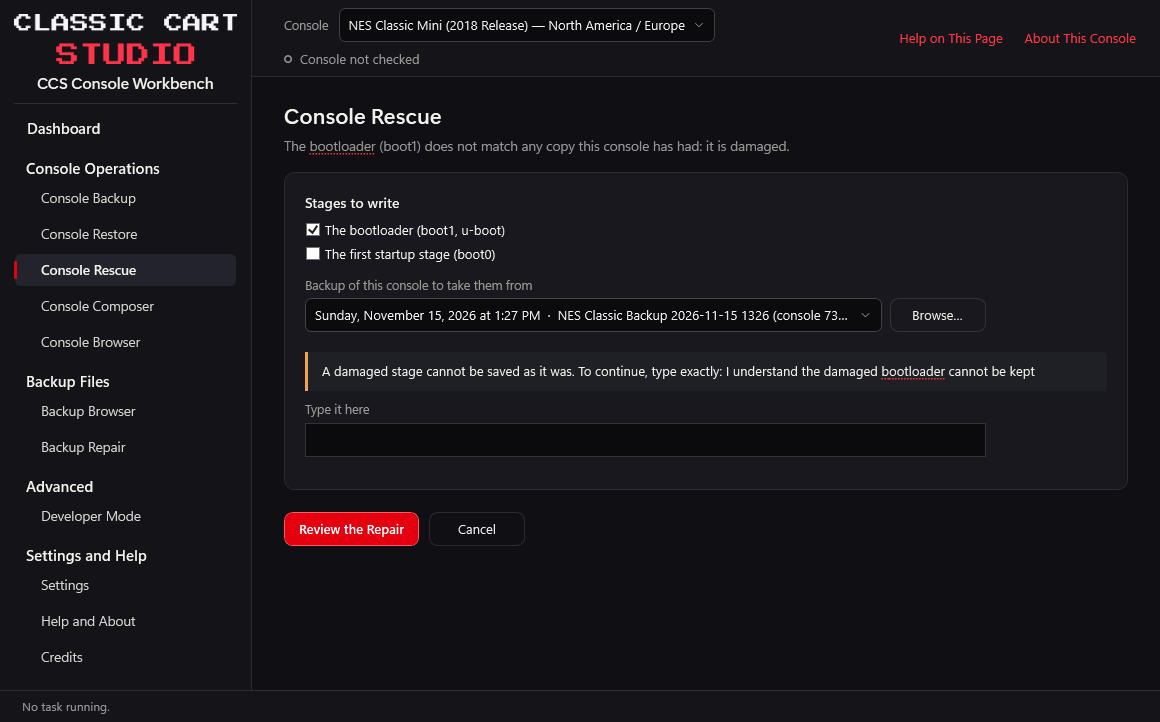 CLASSIC CART
STUDIO
CCS Console Workbench
Dashboard
Console Operations
Console Backup
Console Restore
Console Rescue
Console Composer
Console Browser
Backup Files
Backup Browser
Backup Repair
Advanced
Developer Mode
Settings and Help
Settings
Help and About
Credits
Console
NES Classic Mini (2018 Release) — North America / Europe
Console not checked
Help on This Page
About This Console
Console Rescue
The bootloader (boot1) does not match any copy this console has had: it is damaged.
Stages to write
The bootloader (boot1, u-boot)
The first startup stage (boot0)
Backup of this console to take them from
Sunday, November 15, 2026 at 1:27 PM · NES Classic Backup 2026-11-15 1326 (console 73...
Browse...
A damaged stage cannot be saved as it was. To continue, type exactly: I understand the damaged bootloader cannot be kept
Type it here
Review the Repair
Cancel
No task running.